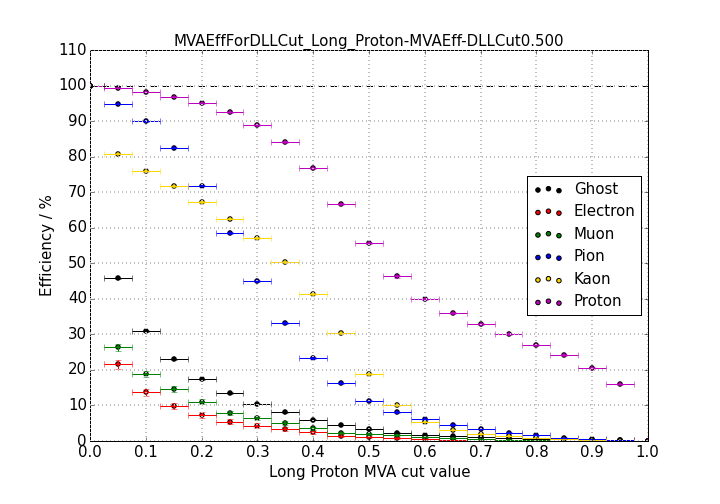 MVAEffForDLLCut_Long_Proton-MVAEff-DLLCut0.500
110
100
90
80
70
60
50
40
30
20
10
0
Efficiency / %
Ghost
Electron
Muon
Pion
Kaon
Proton
0.0 0.1 0.2 0.3 0.4 0.5 0.6 0.7 0.8 0.9 1.0
Long Proton MVA cut value